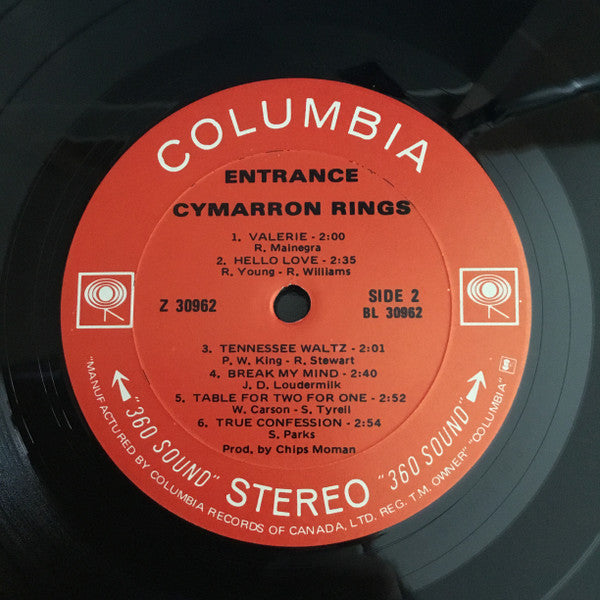 COLUMBIA
ENTRANCE
CYMARRON RINGS
1. VALERIE - 2:00
R. Mainegra
2. HELLO LOVE - 2:35
R. Young - R. Williams
Z 30962
SIDE 2
BL 30962
3. TENNESSEE WALTZ - 2:01
P. W. King - R. Stewart
4. BREAK MY MIND - 2:40
J. D. Loudermilk
5. TABLE FOR TWO FOR ONE - 2:52
W. Carson - S. Tyrell
6. TRUE CONFESSION - 2:54
S. Parks
Prod. by Chips Moman
"360 SOUND" STEREO "360 SOUND"
"MANUFACTURED BY COLUMBIA RECORDS OF CANADA, LTD. REG. T.M. OWNER" "COLUMBIA"